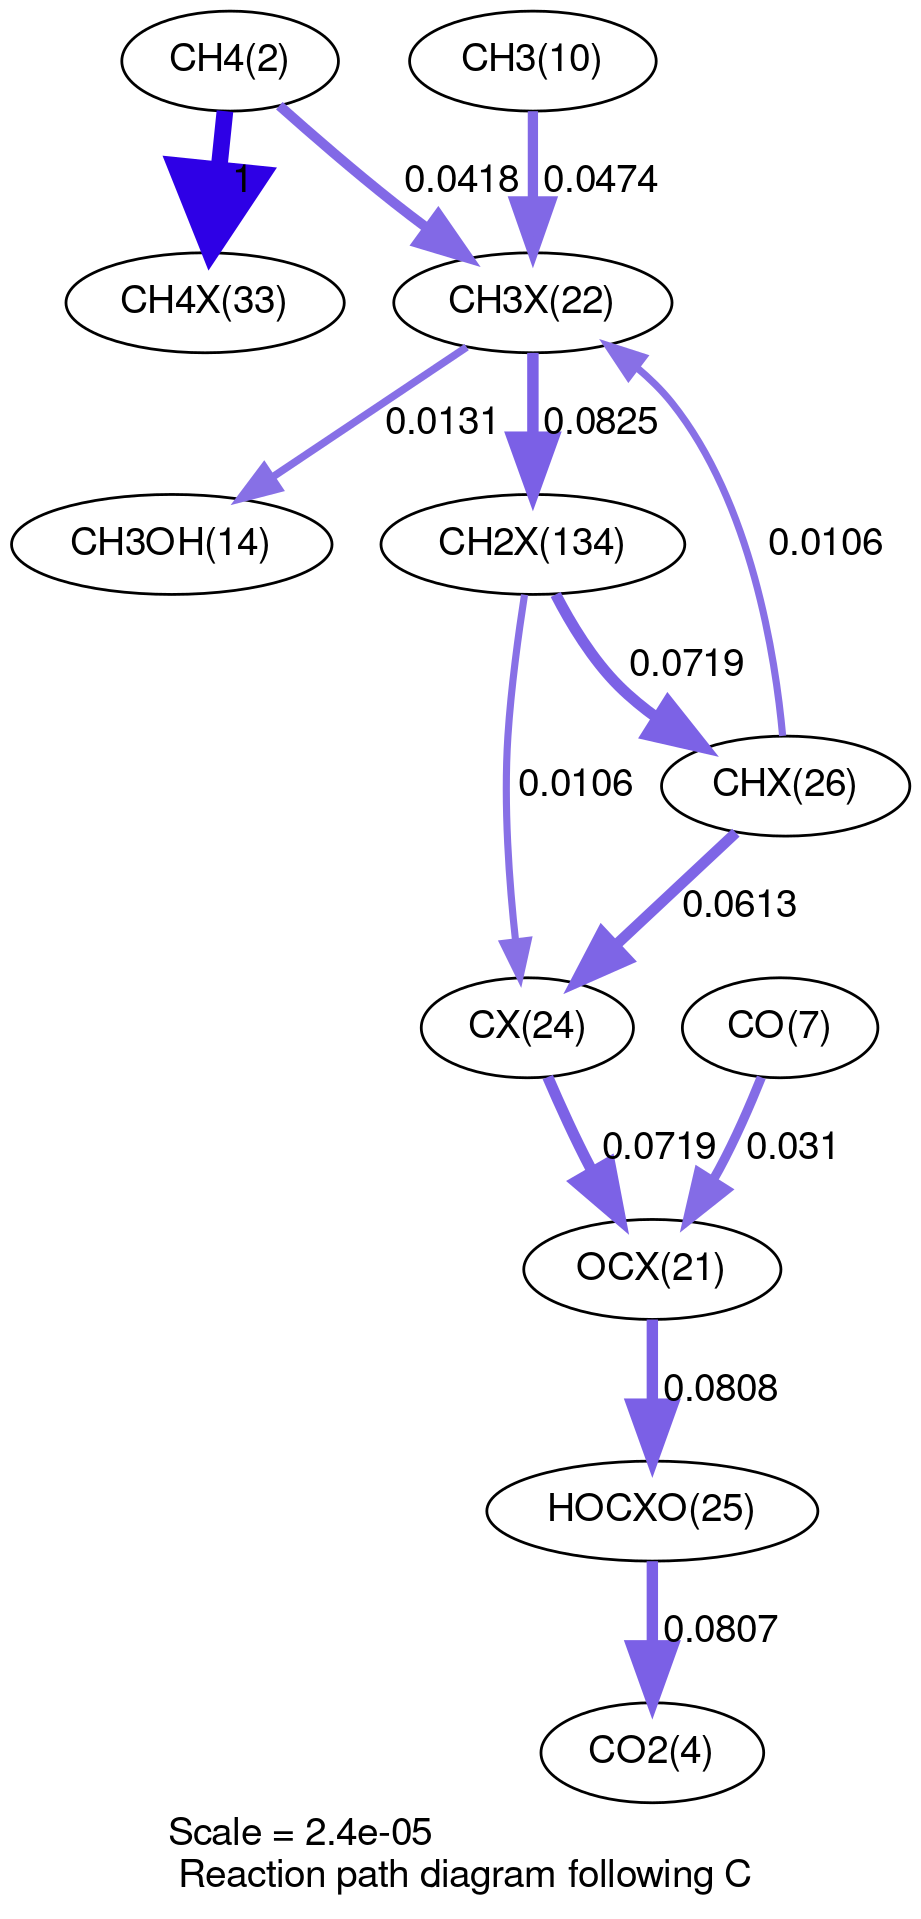 CH4(2)
CH3(10)
1
0.0418
0.0474
CH4X(33)
CH3X(22)
0.0131
0.0825
CH3OH(14)
CH2X(134)
0.0106
0.0719
0.0106
CHX(26)
0.0613
CX(24)
CO(7)
0.0719
0.031
OCX(21)
0.0808
HOCXO(25)
0.0807
CO2(4)
Scale = 2.4e-05
Reaction path diagram following C